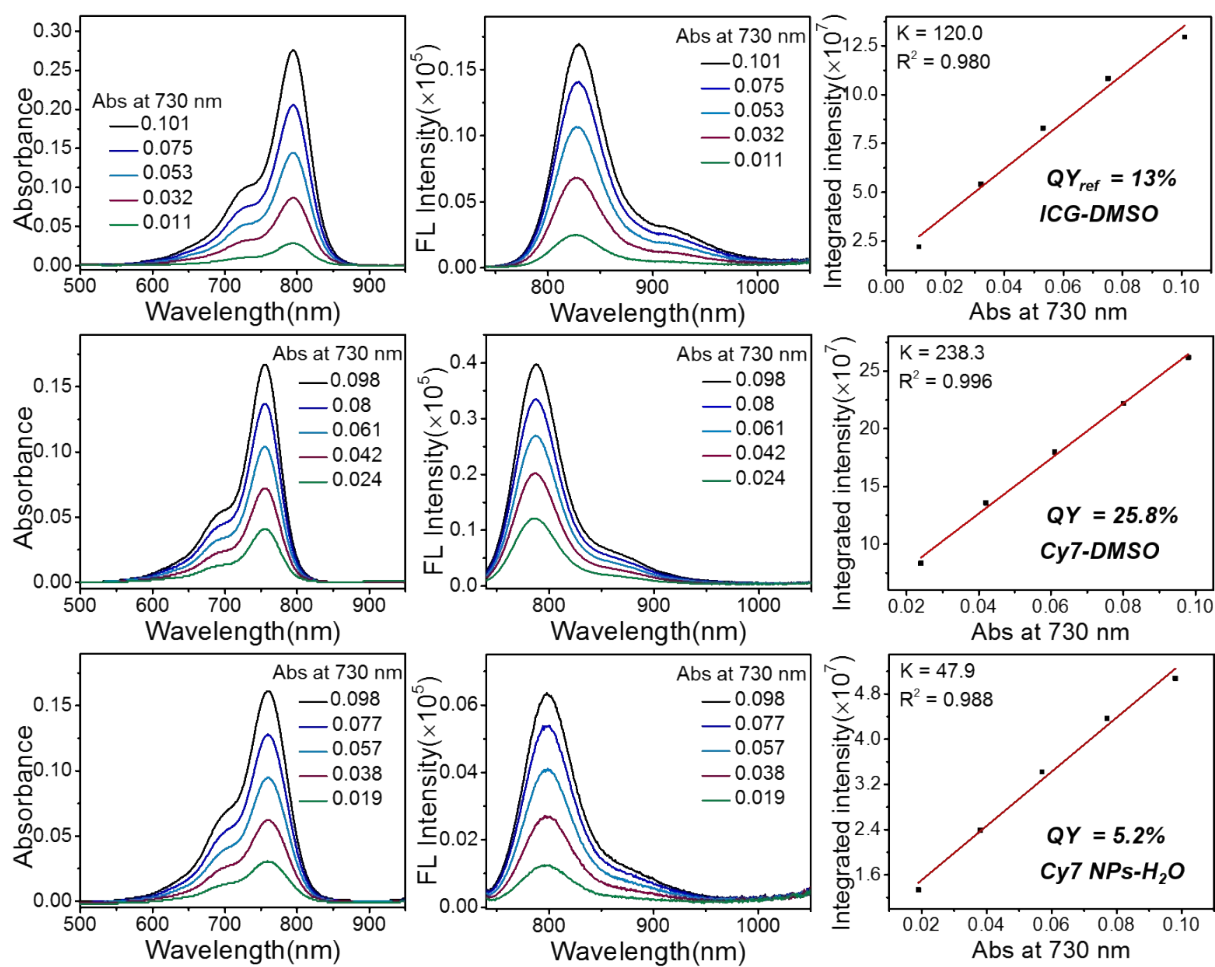 Absorbance
0.30
0.25
0.20
0.15
0.10
0.05
0.00
Abs at 730 nm
0.101
0.075
0.053
0.032
0.011
500 600 700 800 900
Wavelength(nm)
FL Intensity(×10⁵)
0.15
0.10
0.05
0.00
Abs at 730 nm
0.101
0.075
0.053
0.032
0.011
800 900 1000
Wavelength(nm)
Integrated intensity(×10⁷)
12.5
10.0
7.5
5.0
2.5
K = 120.0
R² = 0.980
QY_ref = 13%
ICG-DMSO
0.00 0.02 0.04 0.06 0.08 0.10
Abs at 730 nm
Absorbance
0.15
0.10
0.05
0.00
Abs at 730 nm
0.098
0.08
0.061
0.042
0.024
500 600 700 800 900
Wavelength(nm)
FL Intensity(×10⁵)
0.4
0.3
0.2
0.1
0.0
Abs at 730 nm
0.098
0.08
0.061
0.042
0.024
800 900 1000
Wavelength(nm)
Integrated intensity(×10⁷)
25
20
15
10
K = 238.3
R² = 0.996
QY = 25.8%
Cy7-DMSO
0.02 0.04 0.06 0.08 0.10
Abs at 730 nm
Absorbance
0.15
0.10
0.05
0.00
Abs at 730 nm
0.098
0.077
0.057
0.038
0.019
500 600 700 800 900
Wavelength(nm)
FL Intensity(×10⁵)
0.06
0.04
0.02
0.00
Abs at 730 nm
0.098
0.077
0.057
0.038
0.019
800 900 1000
Wavelength(nm)
Integrated intensity(×10⁷)
4.8
4.0
3.2
2.4
1.6
K = 47.9
R² = 0.988
QY = 5.2%
Cy7 NPs-H₂O
0.02 0.04 0.06 0.08 0.10
Abs at 730 nm